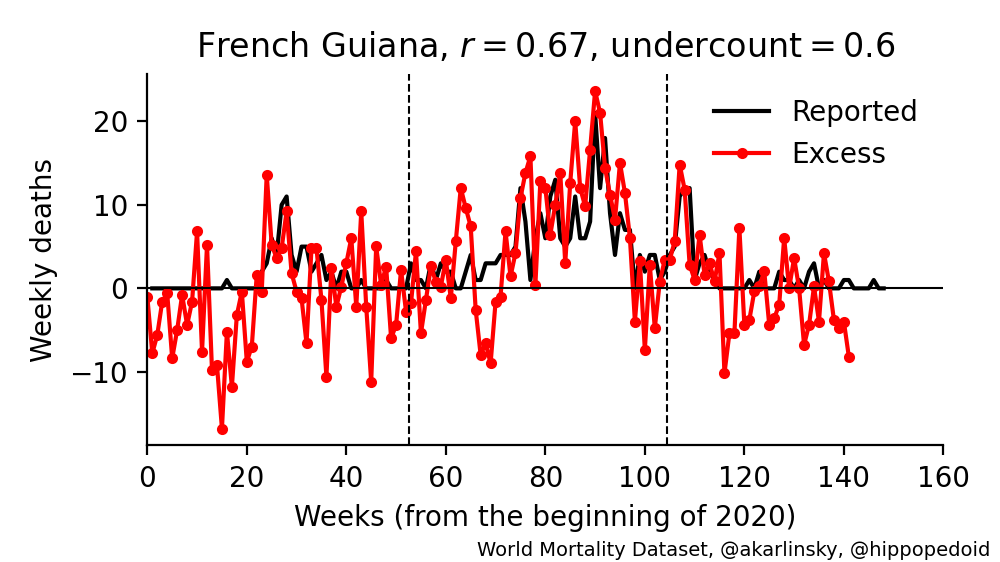 French Guiana, r = 0.67, undercount = 0.6
Reported
Excess
Weekly deaths
20
10
0
−10
0 20 40 60 80 100 120 140 160
Weeks (from the beginning of 2020)
World Mortality Dataset, @akarlinsky, @hippopedoid